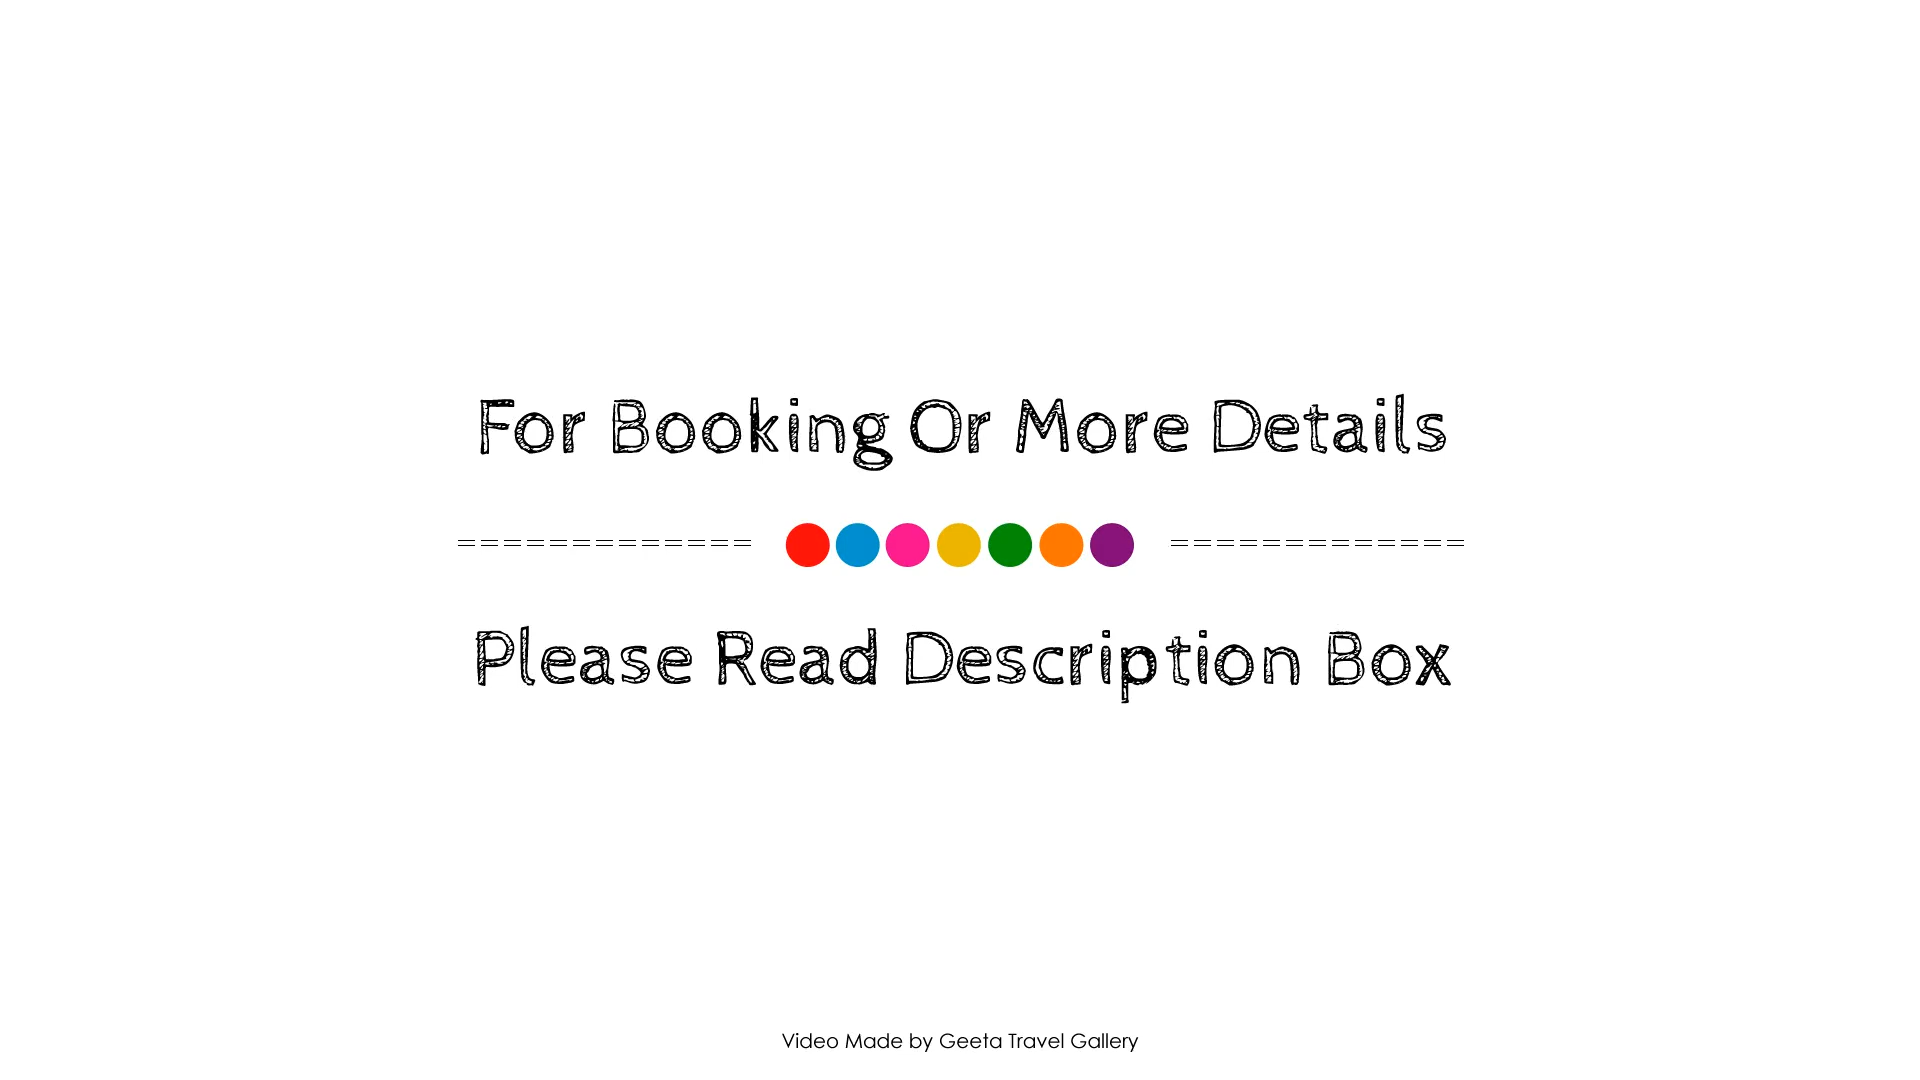 For Booking Or More Details
============= =============
Please Read Description Box
Video Made by Geeta Travel Gallery